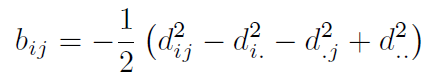 $b_{ij} = -\frac{1}{2}\left(d_{ij}^2 - d_{i.}^2 - d_{.j}^2 + d_{..}^2\right)$